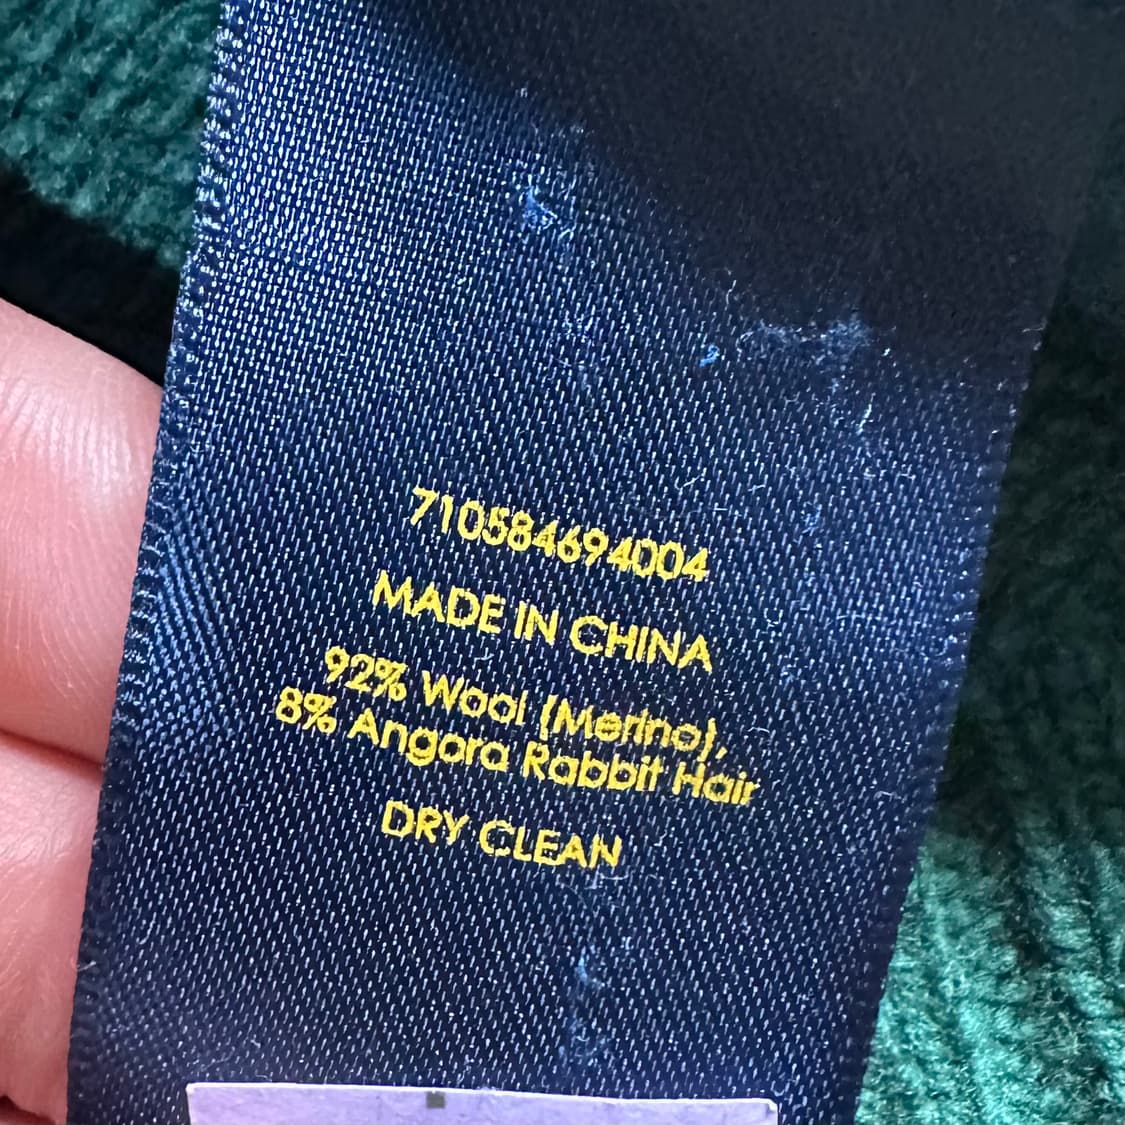 710584694004
MADE IN CHINA
92% Wool (Merino),
8% Angora Rabbit Hair
DRY CLEAN